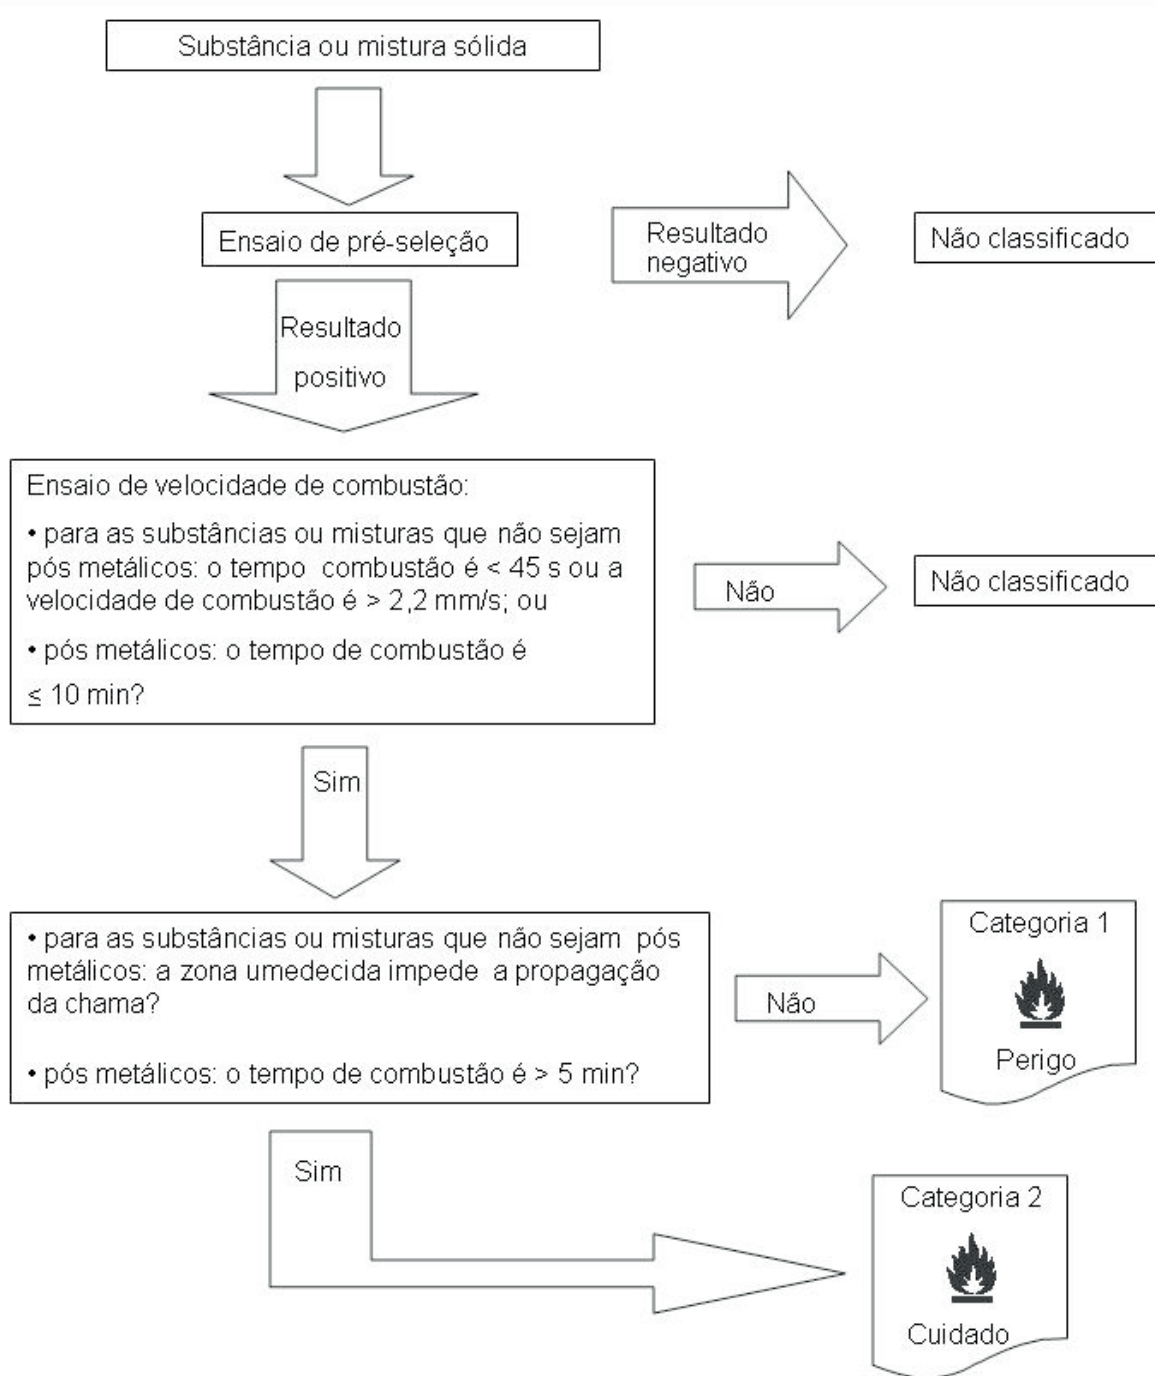 Substância ou mistura sólida
Ensaio de pré-seleção
Resultado
negativo
Não classificado
Resultado
positivo
Ensaio de velocidade de combustão:
• para as substâncias ou misturas que não sejam
pós metálicos: o tempo combustão é < 45 s ou a
velocidade de combustão é > 2,2 mm/s; ou
• pós metálicos: o tempo de combustão é
≤ 10 min?
Não
Não classificado
Sim
• para as substâncias ou misturas que não sejam pós
metálicos: a zona umedecida impede a propagação
da chama?
• pós metálicos: o tempo de combustão é > 5 min?
Não
Categoria 1
Perigo
Sim
Categoria 2
Cuidado